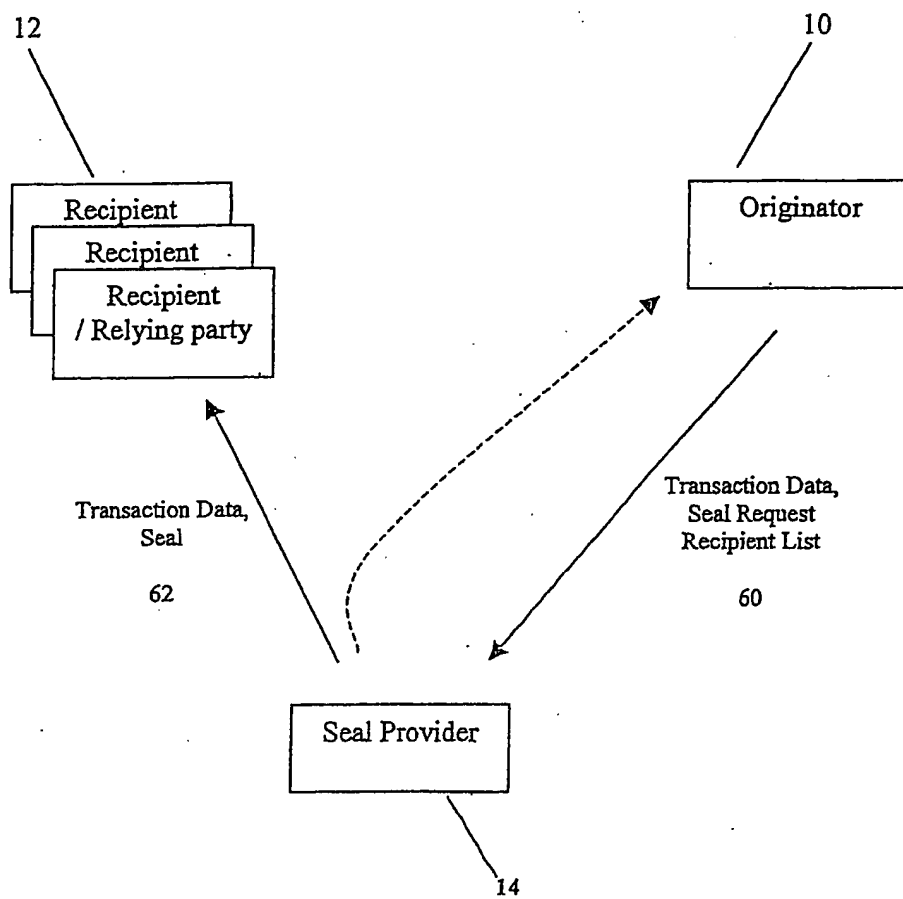 12
10
Recipient
Recipient
Recipient
/ Relying party
Originator
Transaction Data,
Seal
62
Transaction Data,
Seal Request
Recipient List
60
Seal Provider
14